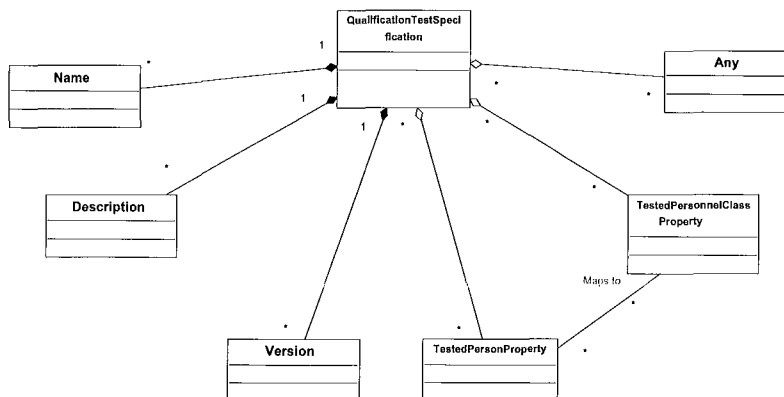 QualificationTestSpeci
fication
1
*
Name
Any
*
*
1
*
1
*
*
*
Description
TestedPersonnelClass
Property
Maps to
*
*
*
*
Version
TestedPersonProperty